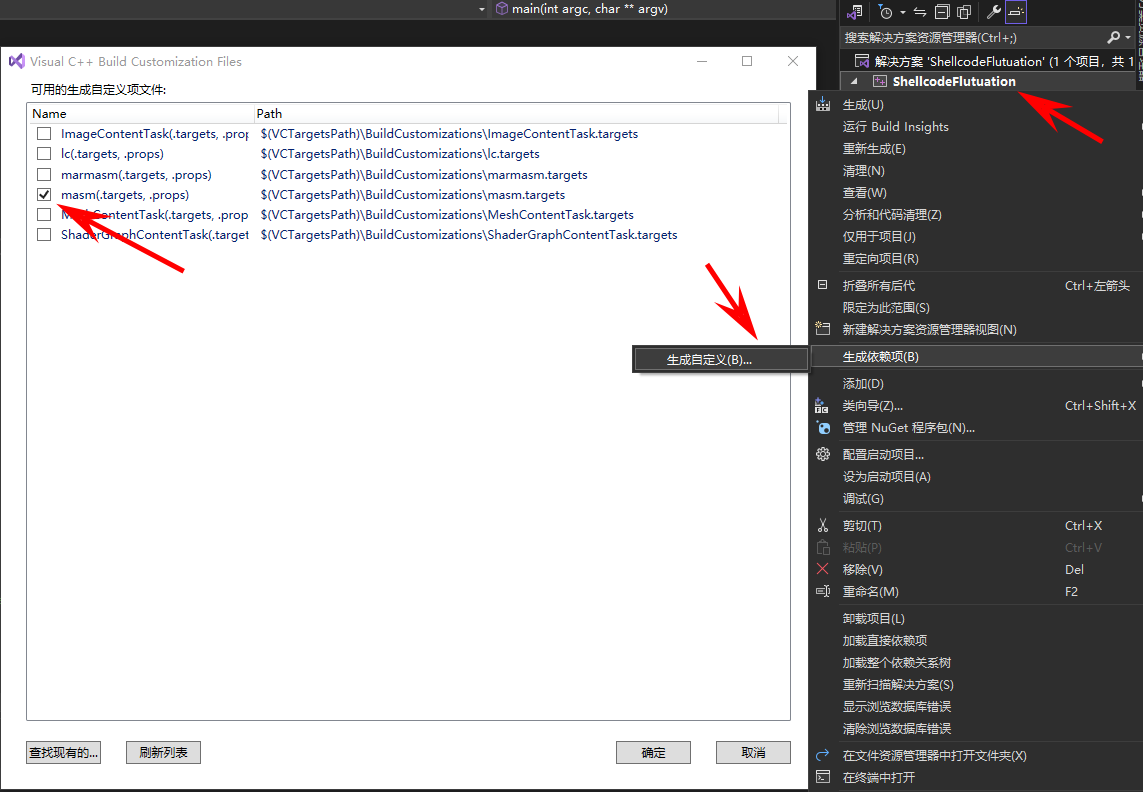 main(int argc, char ** argv)
Visual C++ Build Customization Files
可用的生成自定义项文件:
Name Path
ImageContentTask(.targets, .prop $(VCTargetsPath)\BuildCustomizations\ImageContentTask.targets
lc(.targets, .props) $(VCTargetsPath)\BuildCustomizations\lc.targets
marmasm(.targets, .props) $(VCTargetsPath)\BuildCustomizations\marmasm.targets
masm(.targets, .props) $(VCTargetsPath)\BuildCustomizations\masm.targets
MeshContentTask(.targets, .prop $(VCTargetsPath)\BuildCustomizations\MeshContentTask.targets
ShaderGraphContentTask(.target $(VCTargetsPath)\BuildCustomizations\ShaderGraphContentTask.targets
查找现有的...
刷新列表
确定
取消
搜索解决方案资源管理器(Ctrl+;)
解决方案 'ShellcodeFlutuation' (1 个项目，共 1
ShellcodeFlutuation
生成(U)
运行 Build Insights
重新生成(E)
清理(N)
查看(W)
分析和代码清理(Z)
仅用于项目(J)
重定向项目(R)
折叠所有后代 Ctrl+左箭头
限定为此范围(S)
新建解决方案资源管理器视图(N)
生成依赖项(B)
生成自定义(B)...
添加(D)
类向导(Z)... Ctrl+Shift+X
管理 NuGet 程序包(N)...
配置启动项目...
设为启动项目(A)
调试(G)
剪切(T) Ctrl+X
粘贴(P) Ctrl+V
移除(V) Del
重命名(M) F2
卸载项目(L)
加载直接依赖项
加载整个依赖关系树
重新扫描解决方案(S)
显示浏览数据库错误
清除浏览数据库错误
在文件资源管理器中打开文件夹(X)
在终端中打开